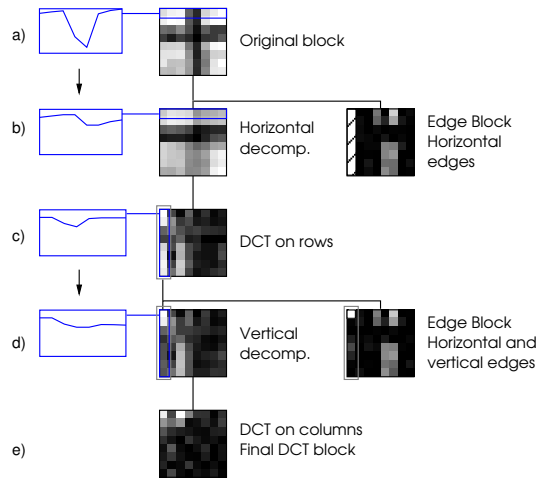 a)
Original block
b)
Horizontal
decomp.
Edge Block
Horizontal
edges
c)
DCT on rows
d)
Vertical
decomp.
Edge Block
Horizontal and
vertical edges
DCT on columns
e)
Final DCT block